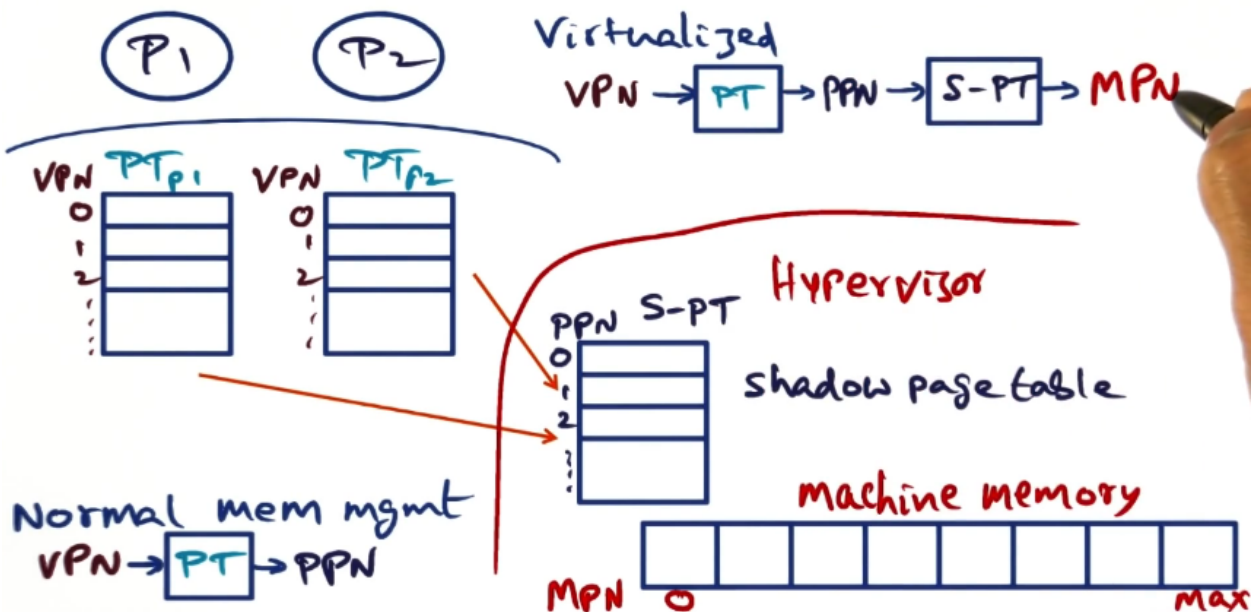 P1 P2
Virtualized
VPN → PT → PPN → S-PT → MPN
VPN PTP1 VPN PTP2
0 0
1 1
2 2
Hypervisor
PPN S-PT
0
1
2
shadow page table
Normal mem mgmt
VPN → PT → PPN
machine memory
MPN 0 max